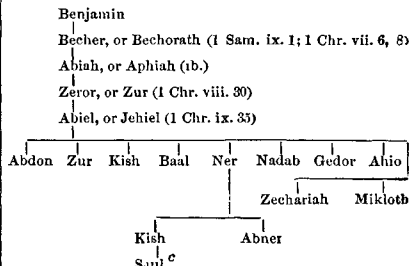 Benjamin
Becher, or Bechorath (1 Sam. ix. 1; 1 Chr. vii. 6, 8)
Abiah, or Aphiah (ib.)
Zeror, or Zur (1 Chr. viii. 30)
Abiel, or Jehiel (1 Chr. ix. 35)
Abdon Zur Kish Baal Ner Nadab Gedor Ahio
Zechariah Mikloth
Kish Abner
Saul c